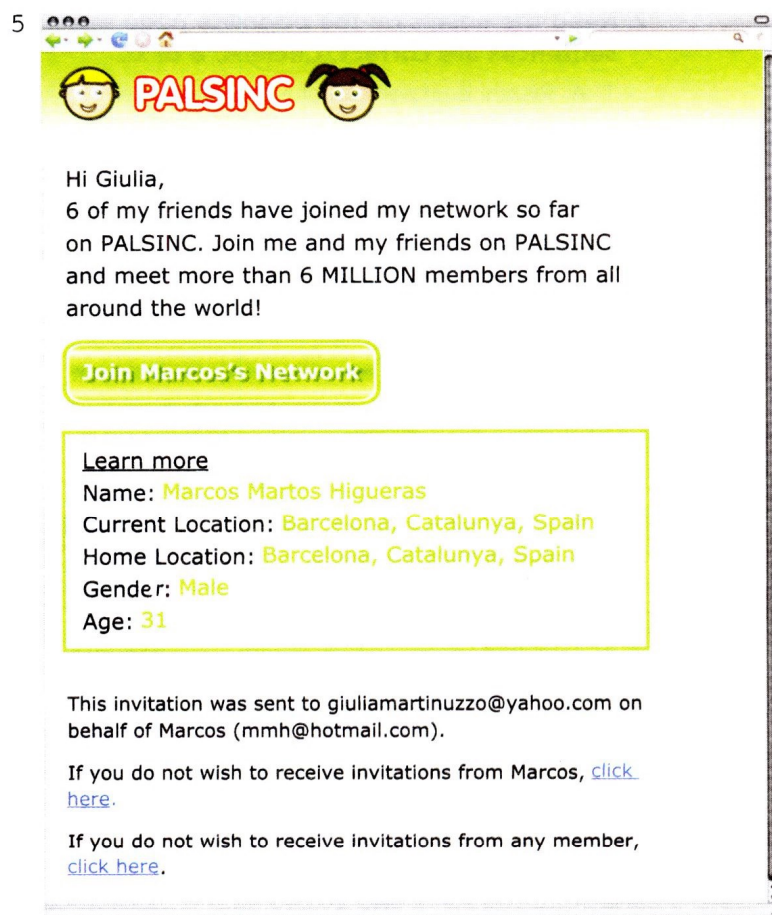 5
PALSINC
Hi Giulia,
6 of my friends have joined my network so far
on PALSINC. Join me and my friends on PALSINC
and meet more than 6 MILLION members from all
around the world!
Join Marcos's Network
Learn more
Name: Marcos Martos Higueras
Current Location: Barcelona, Catalunya, Spain
Home Location: Barcelona, Catalunya, Spain
Gender: Male
Age: 31
This invitation was sent to giuliamartinuzzo@yahoo.com on
behalf of Marcos (mmh@hotmail.com).
If you do not wish to receive invitations from Marcos, click
here.
If you do not wish to receive invitations from any member,
click here.